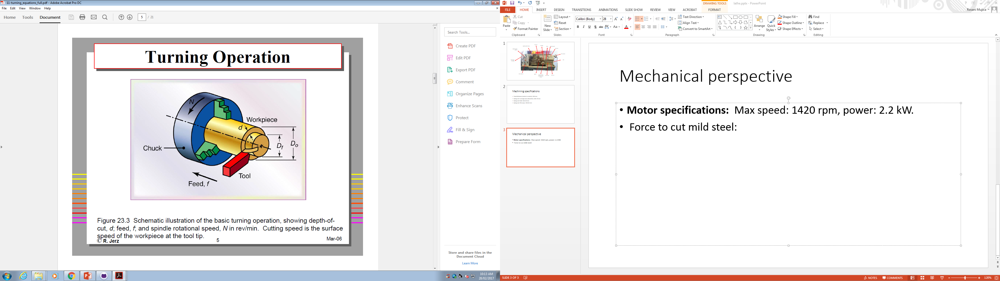 11-turning_equations_full.pdf - Adobe Acrobat Pro DC
File Edit View Window Help
Home Tools Document 5 / 21
Turning Operation
N
Workpiece
d
Chuck
Df Do
Tool
Feed, f
Figure 23.3 Schematic illustration of the basic turning operation, showing depth-of-
cut, d; feed, f; and spindle rotational speed, N in rev/min. Cutting speed is the surface
speed of the workpiece at the tool tip.
© R. Jerz 5 Mar-06
Search Tools...
Create PDF
Edit PDF
Export PDF
Comment
Organize Pages
Enhance Scans
Protect
Fill & Sign
Prepare Form
Store and share files in the
Document Cloud
Learn More
10:13 AM
28/02/2017
DRAWING TOOLS
lathe.pptx - PowerPoint
FILE HOME INSERT DESIGN TRANSITIONS ANIMATIONS SLIDE SHOW REVIEW VIEW ACROBAT FORMAT
Rosani Mujica
Paste
Cut
Copy
Format Painter
Clipboard
New
Slide
Layout
Reset
Section
Slides
Calibri (Body) 28
B I U S abc AV Aa A
Font
Text Direction
Align Text
Convert to SmartArt
Paragraph
Arrange
Quick
Styles
Shape Fill
Shape Outline
Shape Effects
Drawing
Find
Replace
Select
Editing
1
2
Machining specifications
3
Mechanical perspective
• Motor specifications: Max speed: 1420 rpm, power: 2.2 kW.
• Force to cut mild steel:
Mechanical perspective
• Motor specifications: Max speed: 1420 rpm, power: 2.2 kW.
• Force to cut mild steel:
SLIDE 3 OF 3
NOTES COMMENTS 120%